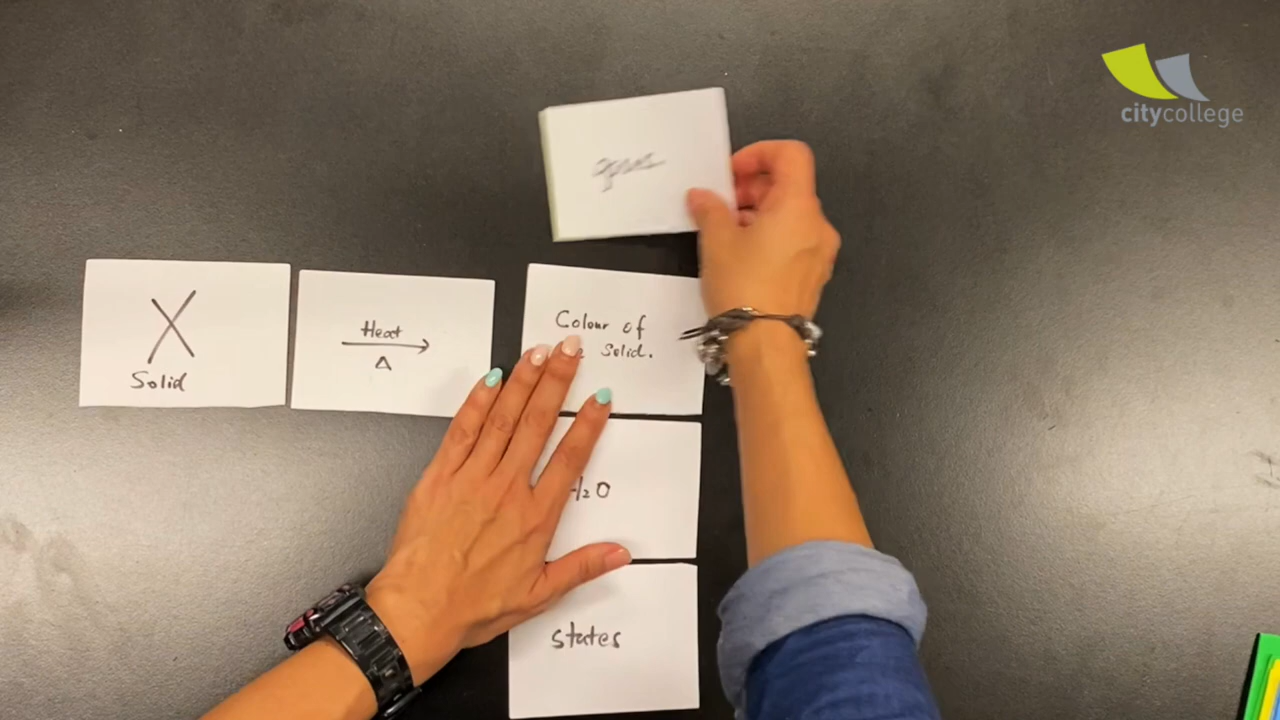 citycollege
X
Solid
Heat
Δ
Colour of
Solid.
H₂O
states